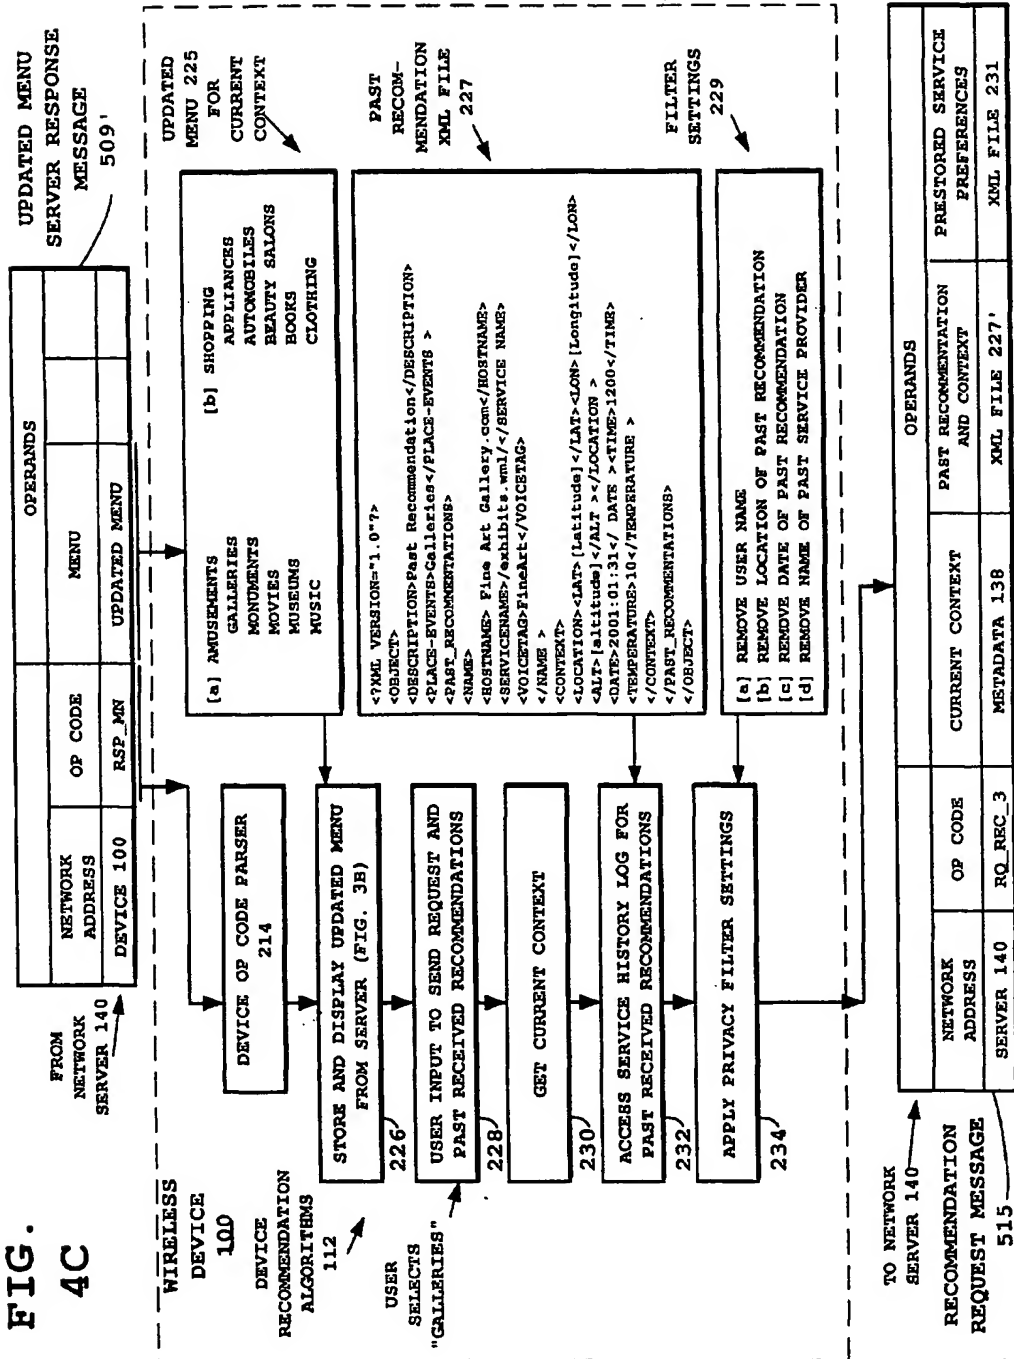 FIG.
4C
FROM
NETWORK
SERVER 140
OPERANDS
NETWORK
ADDRESS
OP CODE
MENU
DEVICE 100
RSP_MN
UPDATED MENU
UPDATED MENU
SERVER RESPONSE
MESSAGE
509'
WIRELESS
DEVICE
100
DEVICE
RECOMMENDATION
ALGORITHMS
112
USER
SELECTS
"GALLERIES"
DEVICE OP CODE PARSER
214
STORE AND DISPLAY UPDATED MENU
FROM SERVER (FIG. 3B)
226
USER INPUT TO SEND REQUEST AND
PAST RECEIVED RECOMMENDATIONS
228
GET CURRENT CONTEXT
230
ACCESS SERVICE HISTORY LOG FOR
PAST RECEIVED RECOMMENDATIONS
232
APPLY PRIVACY FILTER SETTINGS
234
[a] AMUSEMENTS
GALLERIES
MONUMENTS
MOVIES
MUSEUMS
MUSIC
[b] SHOPPING
APPLIANCES
AUTOMOBILES
BEAUTY SALONS
BOOKS
CLOTHING
UPDATED
MENU 225
FOR
CURRENT
CONTEXT
<?XML VERSION="1.0"?>
<OBJECT>
<DESCRIPTION>Past Recommendation</DESCRIPTION>
<PLACE-EVENTS>Galleries</PLACE-EVENTS >
<PAST_RECOMMENTATIONS>
<NAME>
<HOSTNAME> Fine Art Gallery.com</HOSTNAME>
<SERVICENAME>/exhibits.wml/</SERVICE NAME>
<VOICETAG>FineArt</VOICETAG>
</NAME >
<CONTEXT>
<LOCATION><LAT>[Latitude]</LAT><LON>[Longitude]</LON>
<ALT>[altitude]</ALT ></LOCATION >
<DATE>2001:01:31</ DATE ><TIME>1200</TIME>
<TEMPERATURE>10</TEMPERATURE >
</CONTEXT>
</PAST_RECOMMENTATIONS>
</OBJECT>
PAST
RECOM-
MENDATION
XML FILE
227
[a] REMOVE USER NAME
[b] REMOVE LOCATION OF PAST RECOMMENDATION
[c] REMOVE DATE OF PAST RECOMMENDATION
[d] REMOVE NAME OF PAST SERVICE PROVIDER
FILTER
SETTINGS
229
TO NETWORK
SERVER 140
RECOMMENDATION
REQUEST MESSAGE
515
OPERANDS
NETWORK
ADDRESS
OP CODE
CURRENT CONTEXT
PAST RECOMMENTATION
AND CONTEXT
PRESTORED SERVICE
PREFERENCES
SERVER 140
RQ_REC_3
METADATA 138
XML FILE 227'
XML FILE 231